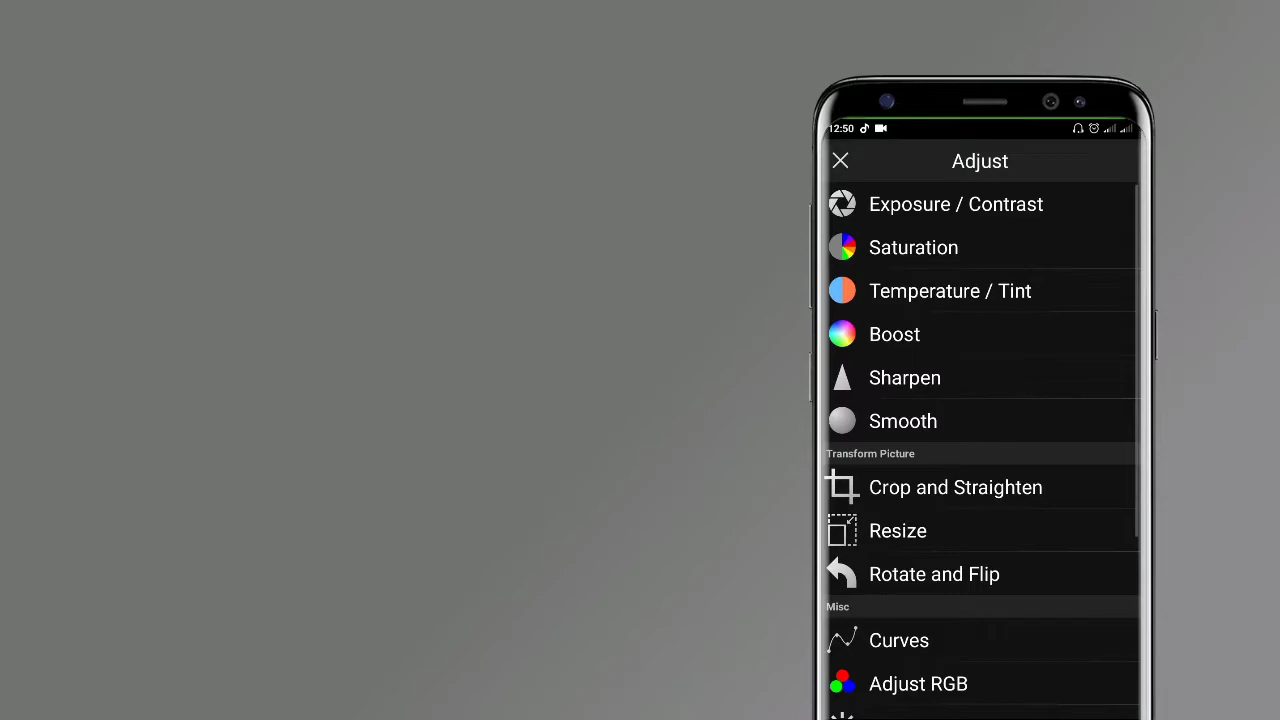 12:50
Adjust
Exposure / Contrast
Saturation
Temperature / Tint
Boost
Sharpen
Smooth
Transform Picture
Crop and Straighten
Resize
Rotate and Flip
Misc
Curves
Adjust RGB